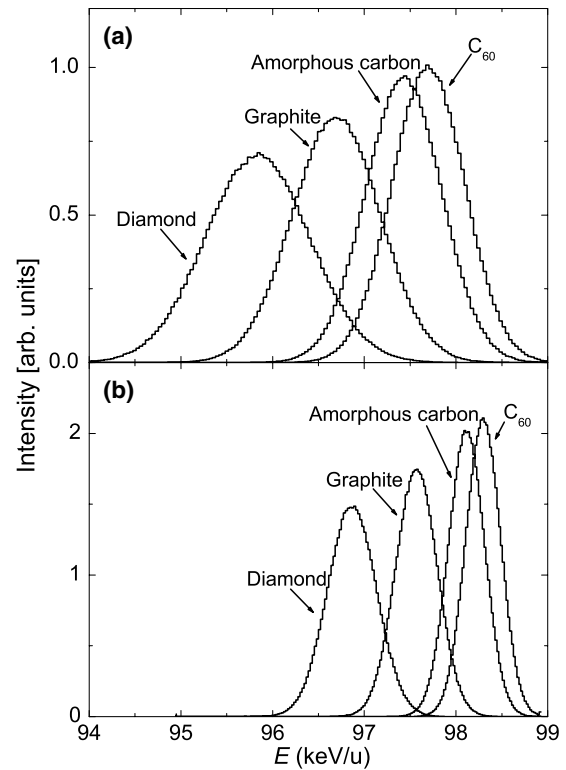 (a)
C60
Amorphous carbon
Graphite
Diamond
1.0
0.5
0.0
Intensity [arb. units]
(b)
Amorphous carbon
C60
Graphite
Diamond
2
1
0
94 95 96 97 98 99
E (keV/u)